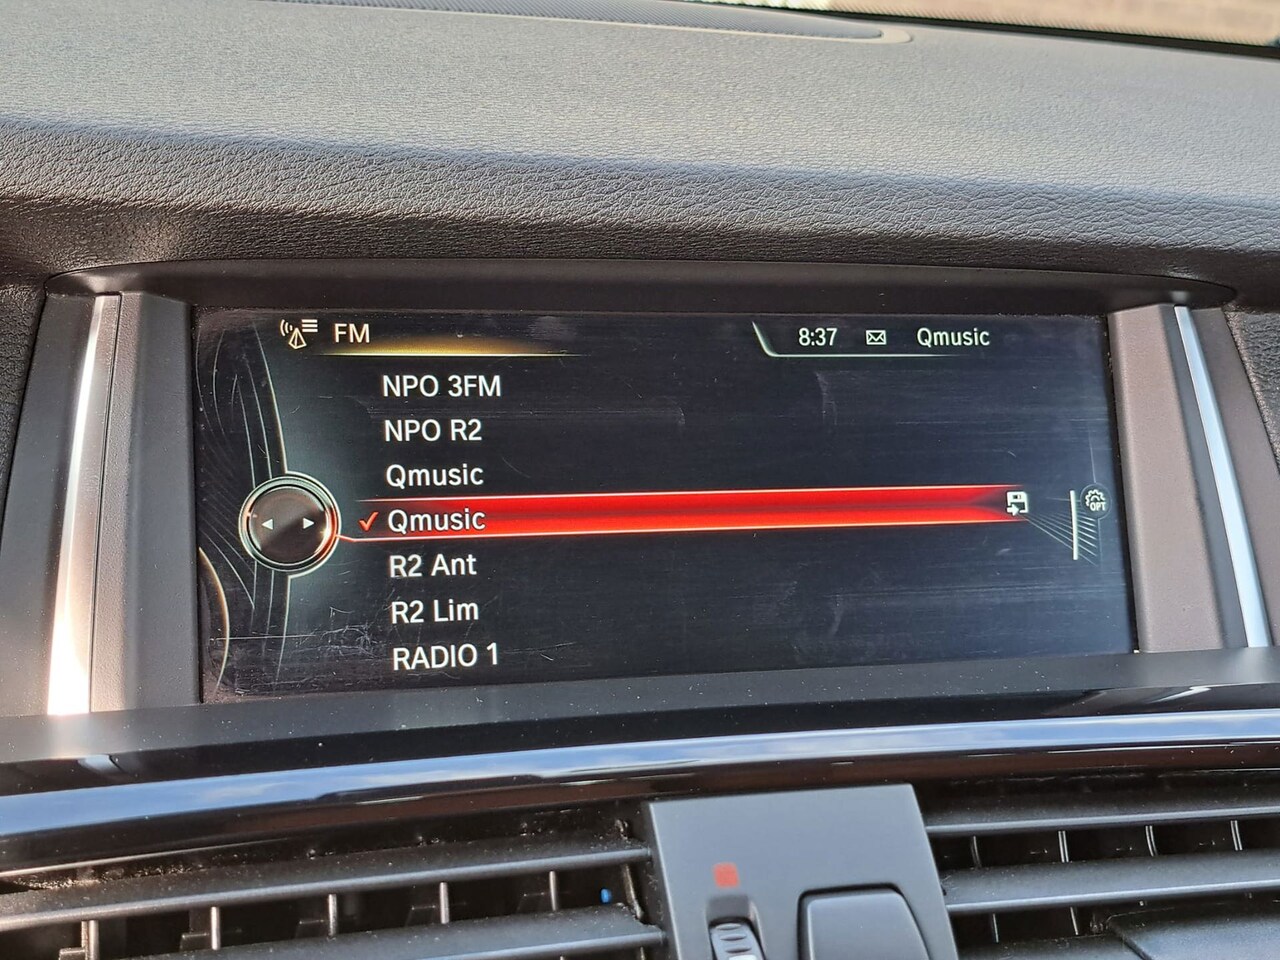 FM
8:37 Qmusic
NPO 3FM
NPO R2
Qmusic
Qmusic
OPT
R2 Ant
R2 Lim
RADIO 1